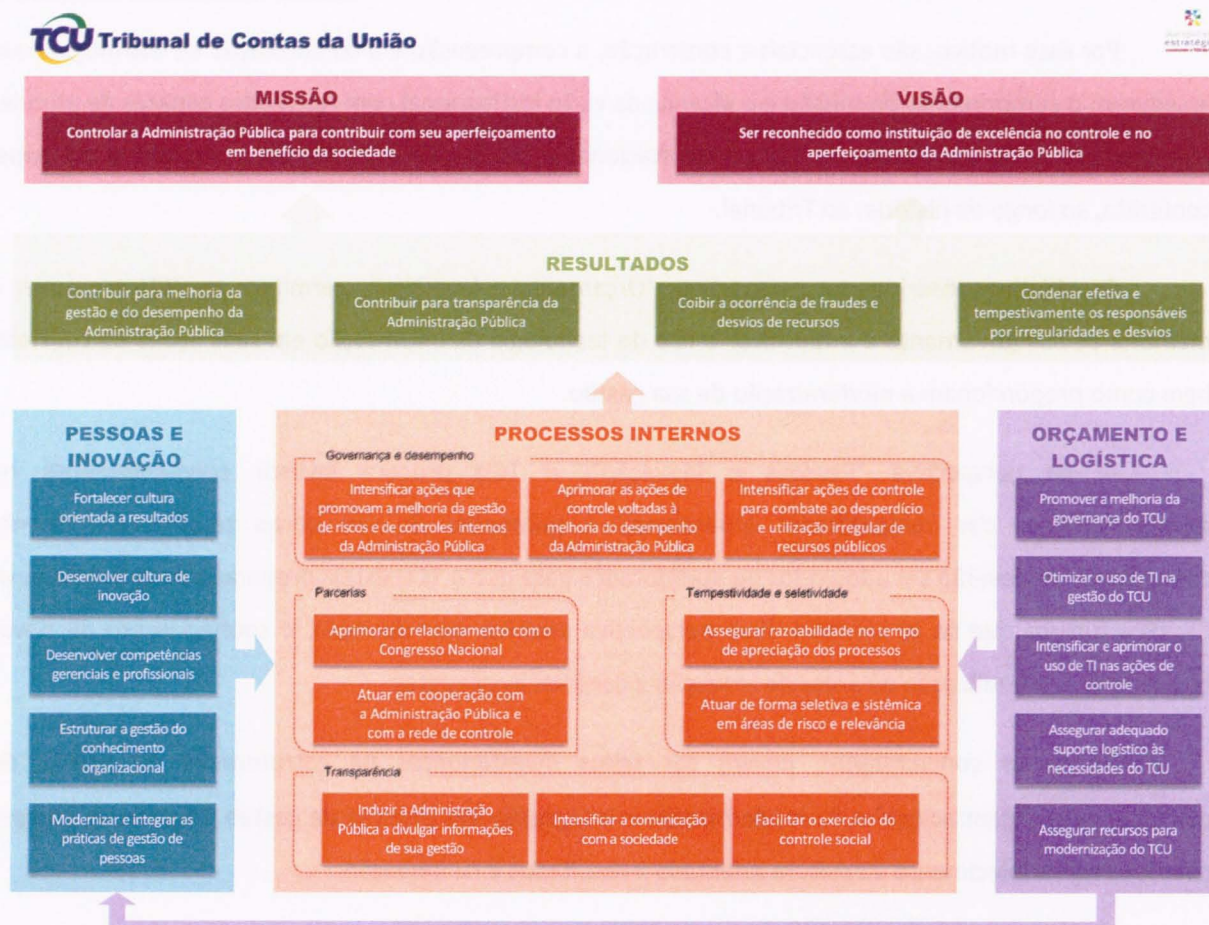 TCU Tribunal de Contas da União
estratégi
MISSÃO
Controlar a Administração Pública para contribuir com seu aperfeiçoamento
em benefício da sociedade
VISÃO
Ser reconhecido como instituição de excelência no controle e no
aperfeiçoamento da Administração Pública
RESULTADOS
Contribuir para melhoria da
gestão e do desempenho da
Administração Pública
Contribuir para transparência da
Administração Pública
Coibir a ocorrência de fraudes e
desvios de recursos
Condenar efetiva e
tempestivamente os responsáveis
por irregularidades e desvios
PESSOAS E
INOVAÇÃO
Fortalecer cultura
orientada a resultados
Desenvolver cultura de
inovação
Desenvolver competências
gerenciais e profissionais
Estruturar a gestão do
conhecimento
organizacional
Modernizar e integrar as
práticas de gestão de
pessoas
PROCESSOS INTERNOS
Governança e desempenho
Intensificar ações que
promovam a melhoria da gestão
de riscos e de controles internos
da Administração Pública
Aprimorar as ações de
controle voltadas à
melhoria do desempenho
da Administração Pública
Intensificar ações de controle
para combate ao desperdício
e utilização irregular de
recursos públicos
Parcerias
Aprimorar o relacionamento com o
Congresso Nacional
Atuar em cooperação com
a Administração Pública e
com a rede de controle
Tempestividade e seletividade
Assegurar razoabilidade no tempo
de apreciação dos processos
Atuar de forma seletiva e sistêmica
em áreas de risco e relevância
Transparência
Induzir a Administração
Pública a divulgar informações
de sua gestão
Intensificar a comunicação
com a sociedade
Facilitar o exercício do
controle social
ORÇAMENTO E
LOGÍSTICA
Promover a melhoria da
governança do TCU
Otimizar o uso de TI na
gestão do TCU
Intensificar e aprimorar o
uso de TI nas ações de
controle
Assegurar adequado
suporte logístico às
necessidades do TCU
Assegurar recursos para
modernização do TCU